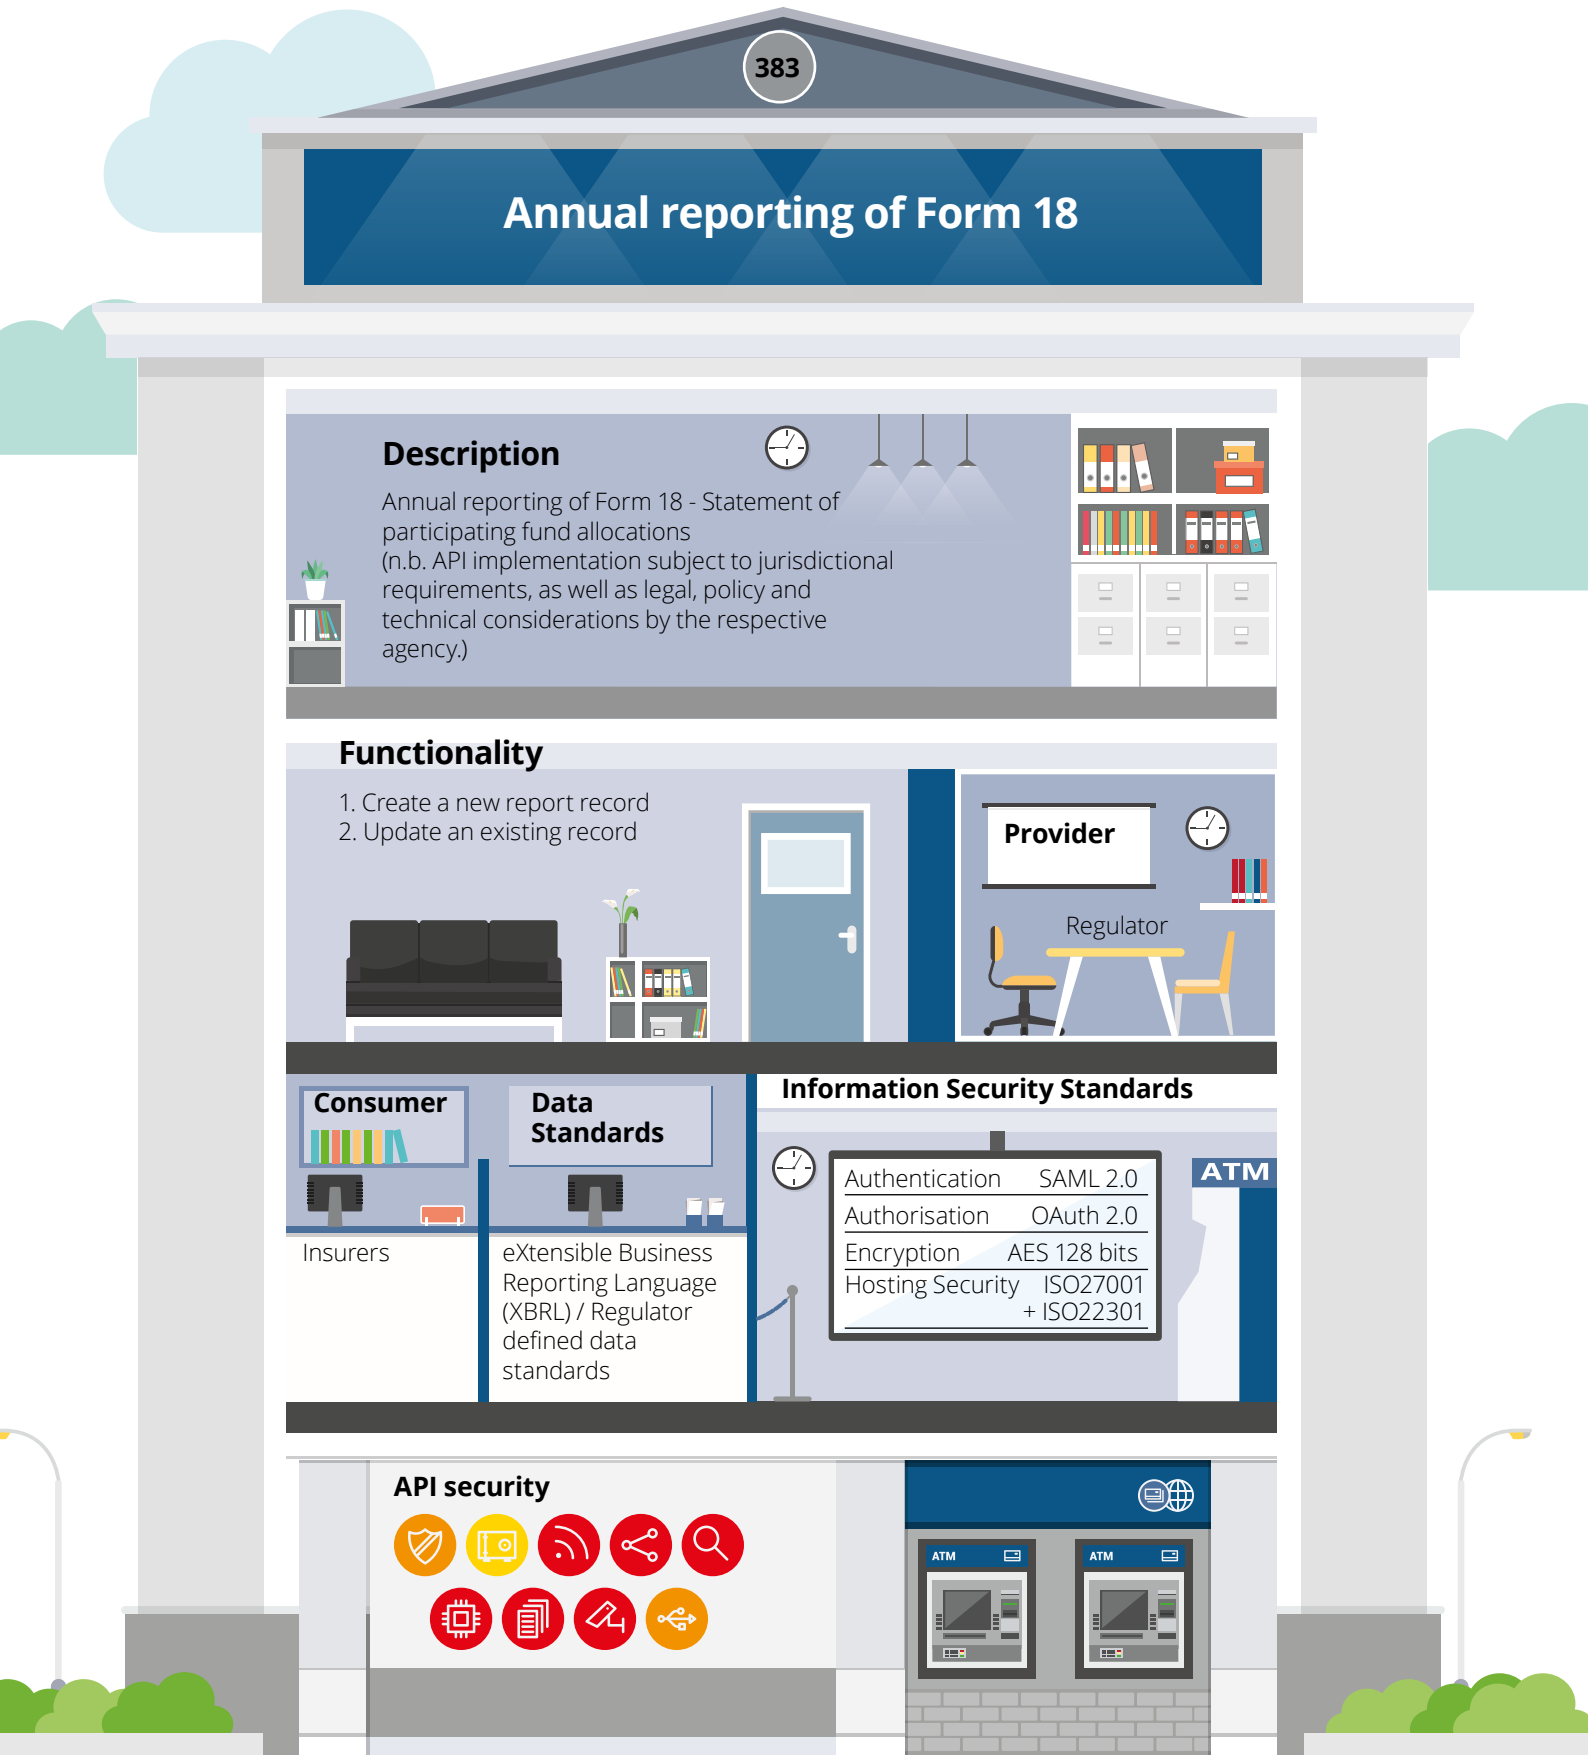 383
Annual reporting of Form 18
Description
Annual reporting of Form 18 - Statement of
participating fund allocations
(n.b. API implementation subject to jurisdictional
requirements, as well as legal, policy and
technical considerations by the respective
agency.)
Functionality
1. Create a new report record
2. Update an existing record
Provider
Regulator
Consumer
Insurers
Data
Standards
eXtensible Business
Reporting Language
(XBRL) / Regulator
defined data
standards
Information Security Standards
Authentication SAML 2.0
Authorisation OAuth 2.0
Encryption AES 128 bits
Hosting Security ISO27001
+ ISO22301
ATM
API security
ATM
ATM